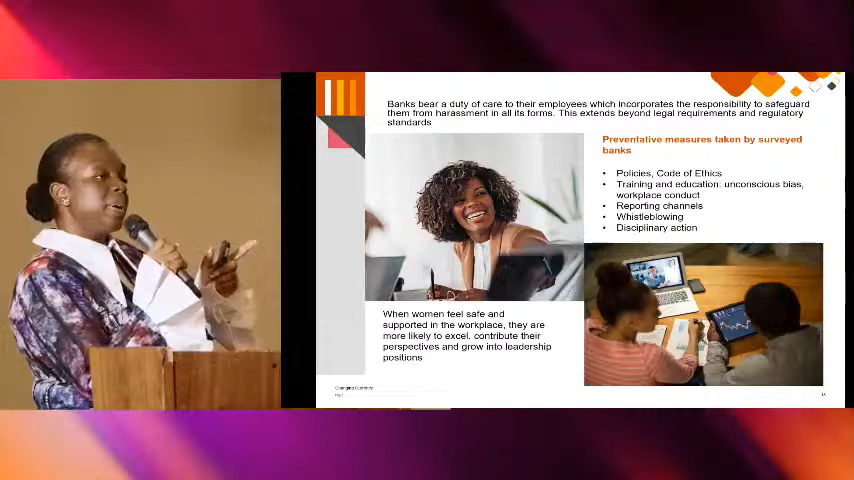 Banks bear a duty of care to their employees which incorporates the responsibility to safeguard
them from harassment in all its forms. This extends beyond legal requirements and regulatory
standards
Preventative measures taken by surveyed
banks
• Policies, Code of Ethics
• Training and education: unconscious bias,
workplace conduct
• Reporting channels
• Whistleblowing
• Disciplinary action
When women feel safe and
supported in the workplace, they are
more likely to excel, contribute their
perspectives and grow into leadership
positions
Changing Currency